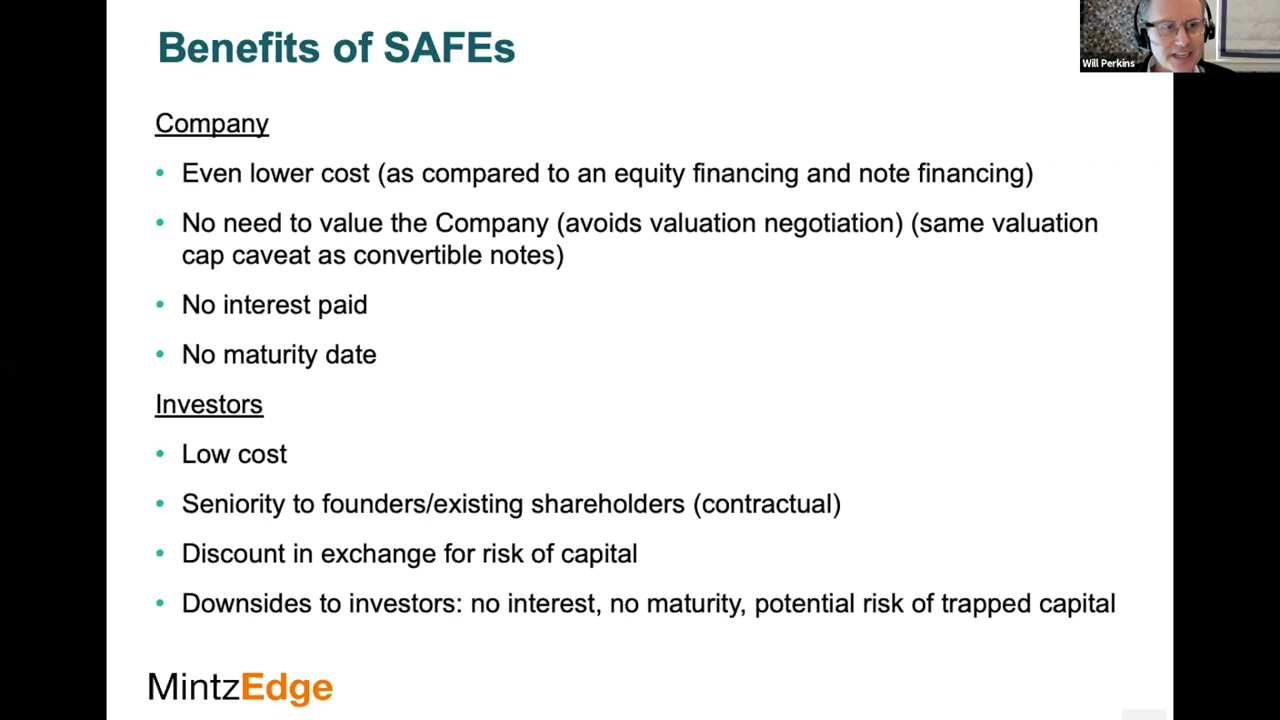 Benefits of SAFEs
Will Perkins
Company
• Even lower cost (as compared to an equity financing and note financing)
• No need to value the Company (avoids valuation negotiation) (same valuation
cap caveat as convertible notes)
• No interest paid
• No maturity date
Investors
• Low cost
• Seniority to founders/existing shareholders (contractual)
• Discount in exchange for risk of capital
• Downsides to investors: no interest, no maturity, potential risk of trapped capital
MintzEdge